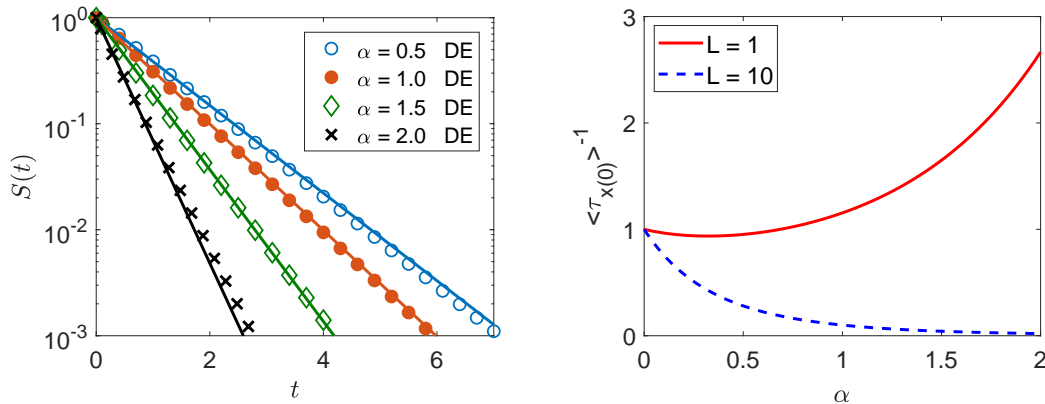 10^0
10^-1
10^-2
10^-3
S(t)
0 2 4 6
t
α = 0.5 DE
α = 1.0 DE
α = 1.5 DE
α = 2.0 DE
3
2
1
0
<τ_x(0)>^-1
0 0.5 1 1.5 2
α
L = 1
L = 10